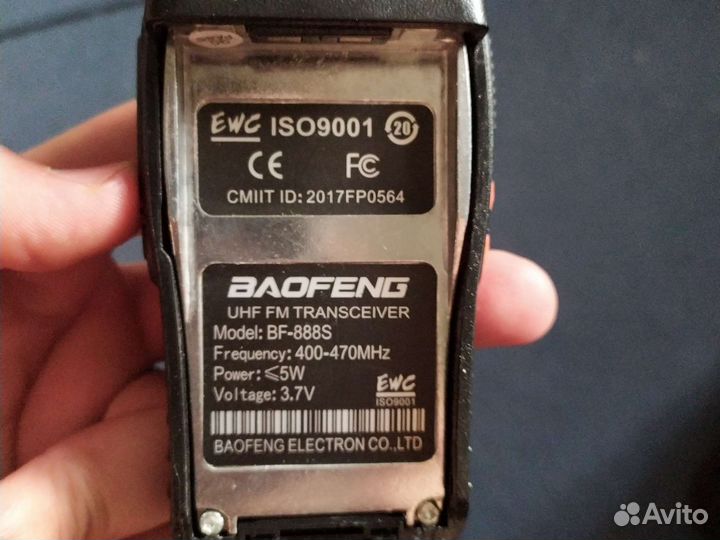 EWC ISO9001 20
CE FC
CMIIT ID: 2017FP0564
BAOFENG
UHF FM TRANSCEIVER
Model: BF-888S
Frequency: 400-470MHz
Power: ≤5W
Voltage: 3.7V
EWC
ISO9001
BAOFENG ELECTRON CO.,LTD
Avito